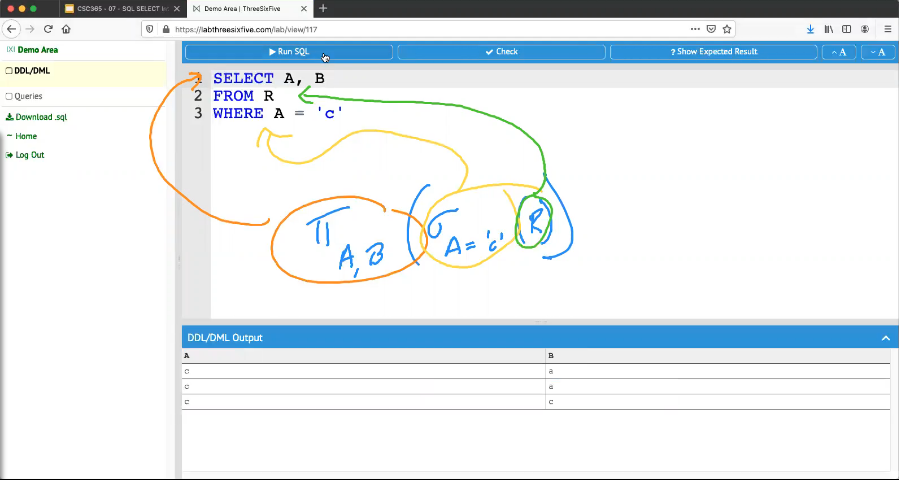 CSC365 - 07 - SQL SELECT.
Demo Area | ThreeSixFive
https://labthreesixfive.com/lab/view/117
Demo Area
DDL/DML
Queries
Download .sql
Home
Log Out
Run SQL
Check
? Show Expected Result
A
A
1 SELECT A, B
2 FROM R
3 WHERE A = 'c'
π A, B (σ A = 'c' (R))
DDL/DML Output
A B
c a
c a
c c